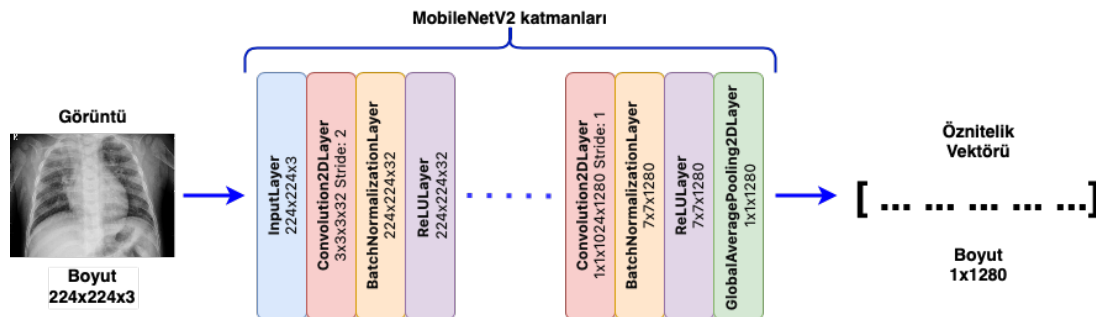 MobileNetV2 katmanları
Görüntü
Boyut
224x224x3
InputLayer
224x224x3
Convolution2DLayer
3x3x3x32 Stride: 2
BatchNormalizationLayer
224x224x32
ReLULayer
224x224x32
Convolution2DLayer
1x1x1024x1280 Stride: 1
BatchNormalizationLayer
7x7x1280
ReLULayer
7x7x1280
GlobalAveragePooling2DLayer
1x1x1280
Öznitelik
Vektörü
[ ... ... ... ... ...]
Boyut
1x1280